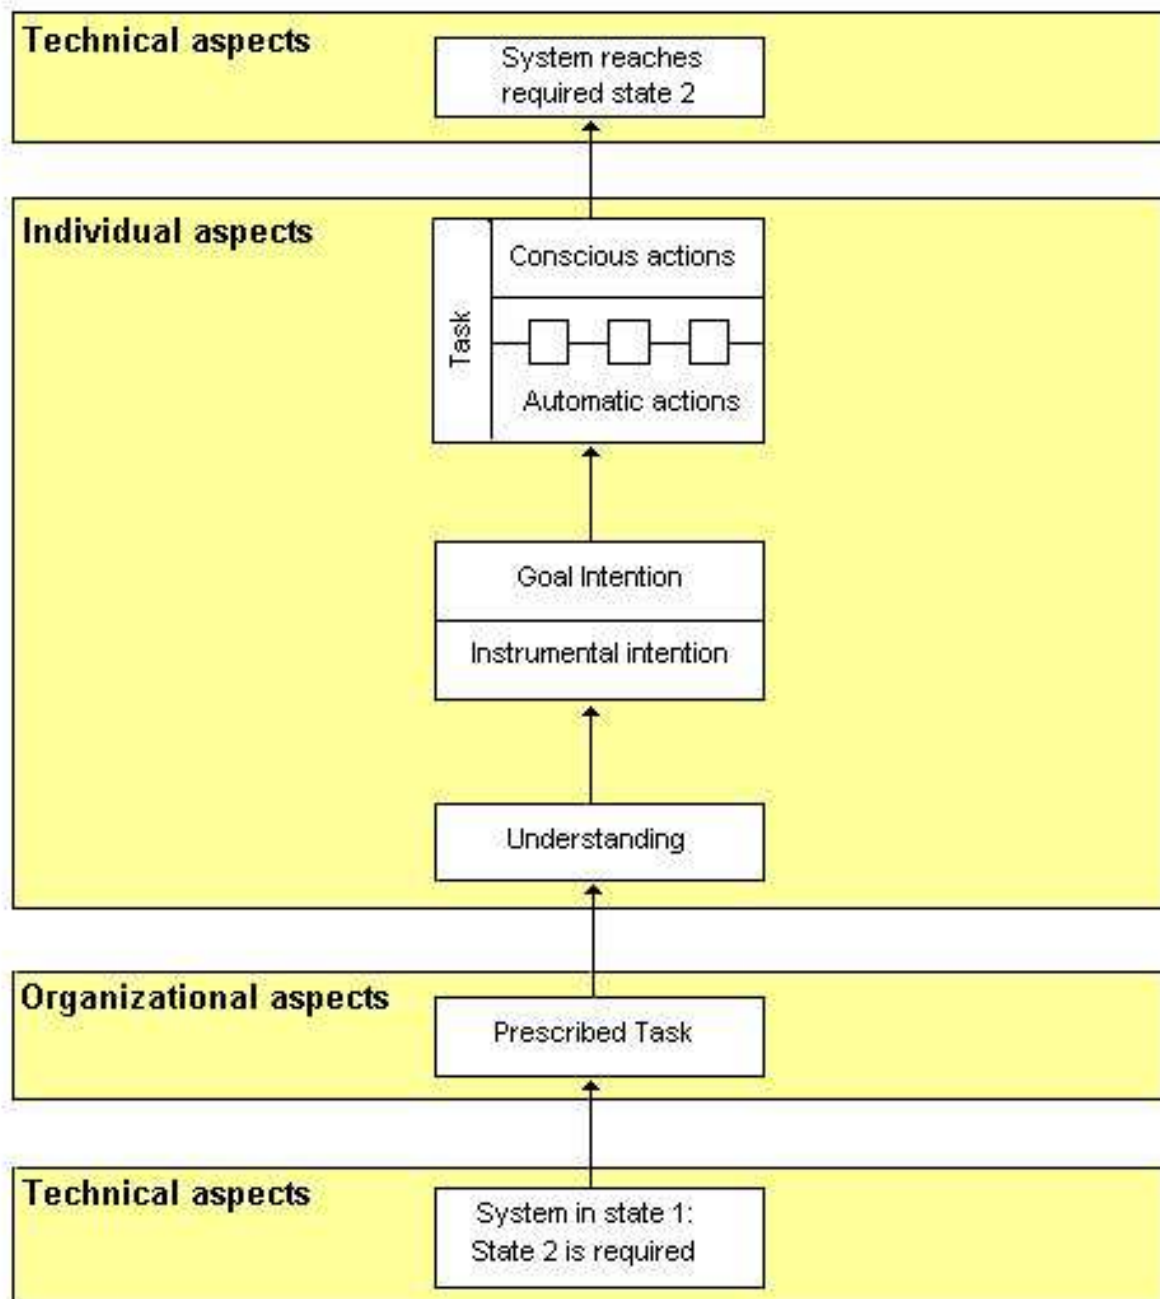 Technical aspects
System reaches
required state 2
Individual aspects
Conscious actions
Task
Automatic actions
Goal Intention
Instrumental intention
Understanding
Organizational aspects
Prescribed Task
Technical aspects
System in state 1:
State 2 is required